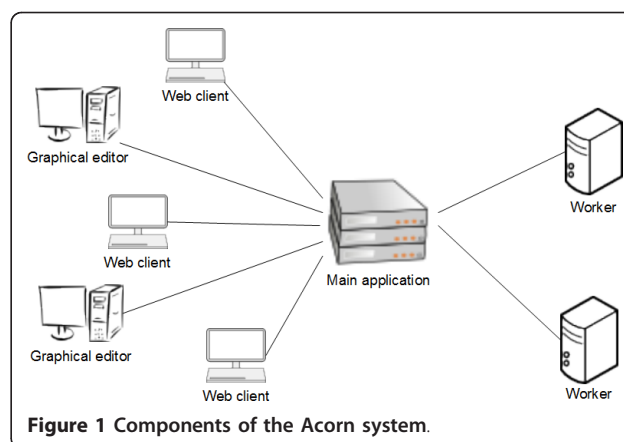 Web client
Graphical editor
Worker
Web client
Main application
Graphical editor
Web client
Worker
Figure 1 Components of the Acorn system.